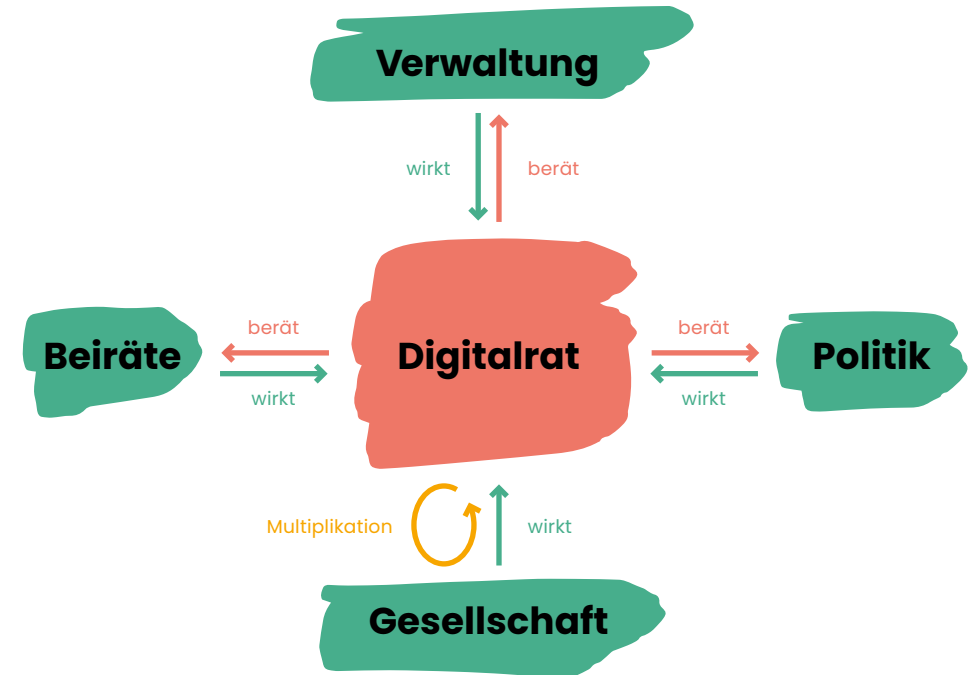 Verwaltung
wirkt
berät
berät
berät
Beiräte
Digitalrat
Politik
wirkt
wirkt
Multiplikation
wirkt
Gesellschaft